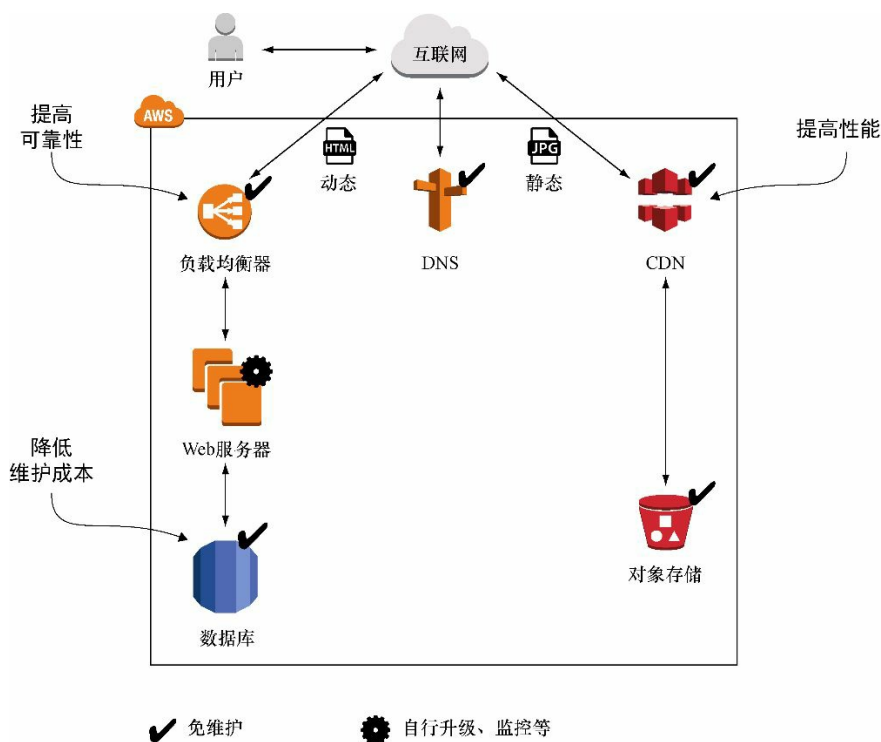 互联网
用户
AWS
提高
可靠性
提高性能
HTML
JPG
动态
静态
负载均衡器
DNS
CDN
Web服务器
降低
维护成本
对象存储
数据库
免维护
自行升级、监控等